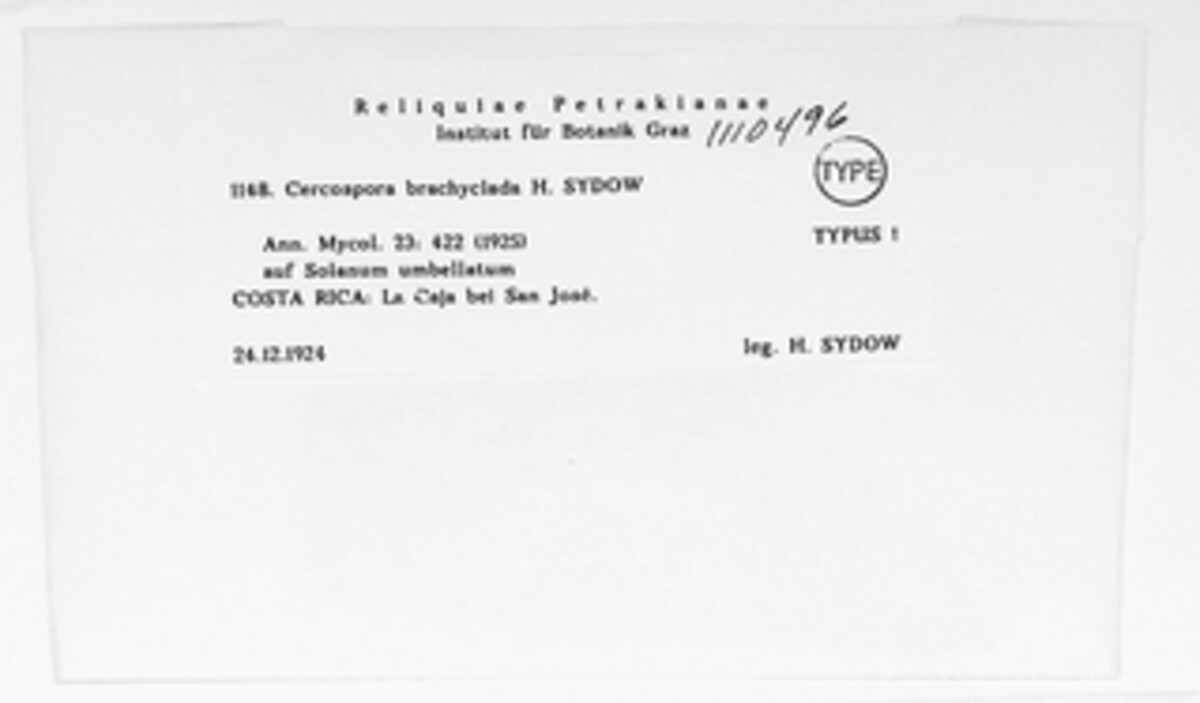 Reliquiae Petrakianae
Institut für Botanik Graz 1110496
TYPE
1168. Cercospora brachyclada H. SYDOW
Ann. Mycol. 23: 422 (1925) TYPUS !
auf Solanum umbellatum
COSTA RICA: La Caja bei San José.
24.12.1924 leg. H. SYDOW